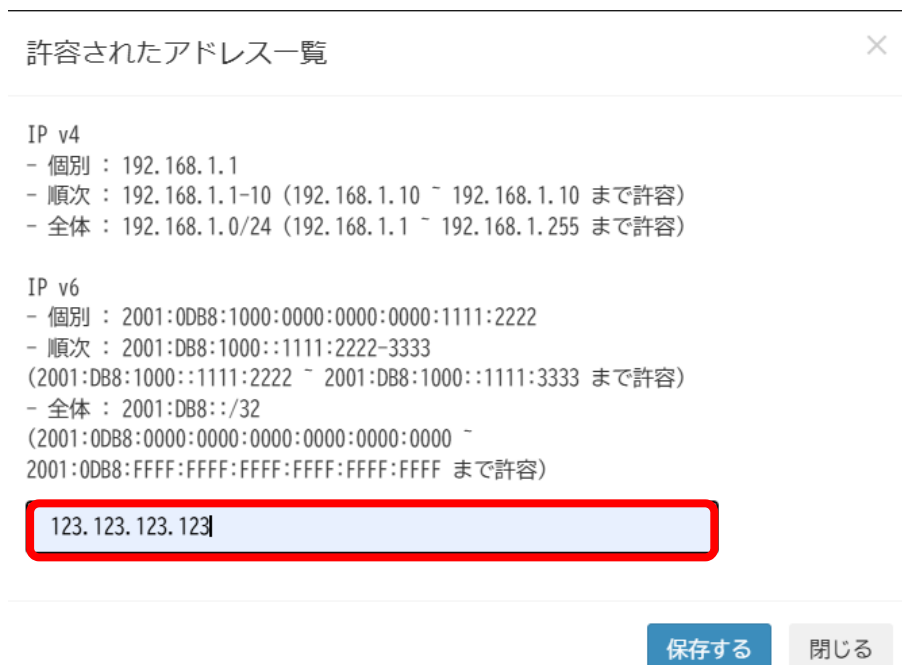 許容されたアドレス一覧
IP v4
- 個別 : 192.168.1.1
- 順次 : 192.168.1.1-10 (192.168.1.10 ~ 192.168.1.10 まで許容)
- 全体 : 192.168.1.0/24 (192.168.1.1 ~ 192.168.1.255 まで許容)
IP v6
- 個別 : 2001:0DB8:1000:0000:0000:0000:1111:2222
- 順次 : 2001:DB8:1000::1111:2222-3333
(2001:DB8:1000::1111:2222 ~ 2001:DB8:1000::1111:3333 まで許容)
- 全体 : 2001:DB8::/32
(2001:0DB8:0000:0000:0000:0000:0000:0000 ~
2001:0DB8:FFFF:FFFF:FFFF:FFFF:FFFF:FFFF まで許容)
123.123.123.123
保存する 閉じる